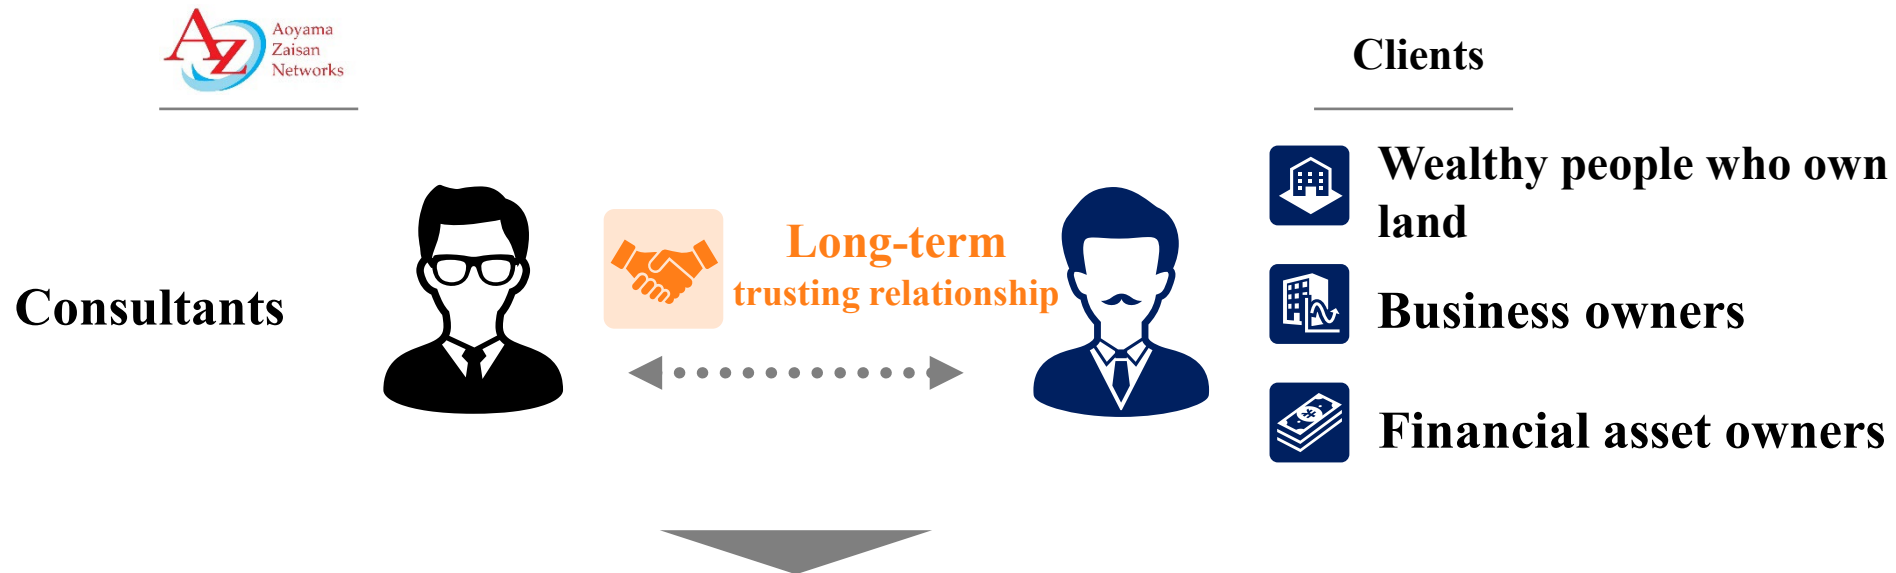 Aoyama
Zaisan
Networks
Clients
Consultants
Long-term
trusting relationship
Wealthy people who own
land
Business owners
Financial asset owners